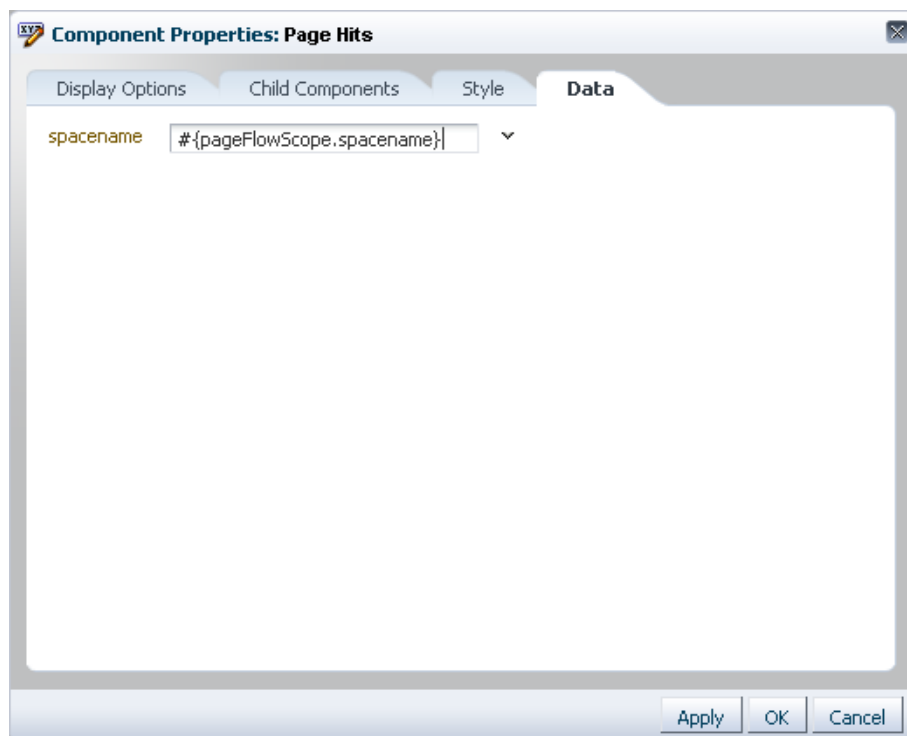 Component Properties: Page Hits
Display Options Child Components Style Data
spacename #{pageFlowScope.spacename}
Apply OK Cancel